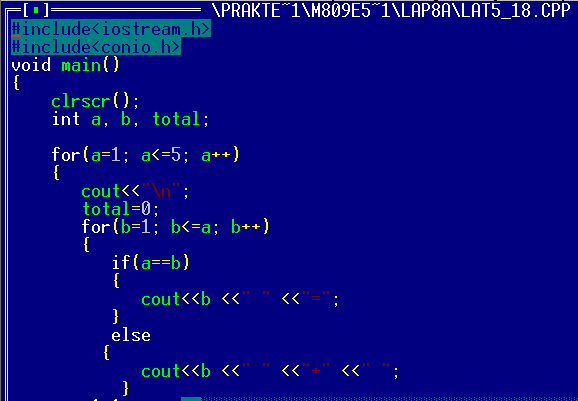 [▪] \PRAKTE~1\M809E5~1\LAP8A\LAT5_18.CPP
#include<iostream.h>
#include<conio.h>
void main()
{
    clrscr();
    int a, b, total;
    for(a=1; a<=5; a++)
    {
        cout<<"\n";
        total=0;
        for(b=1; b<=a; b++)
        {
            if(a==b)
            {
                cout<<b <<" " <<"=";
            }
            else
           {
                cout<<b <<" " <<"+" <<" ";
             }